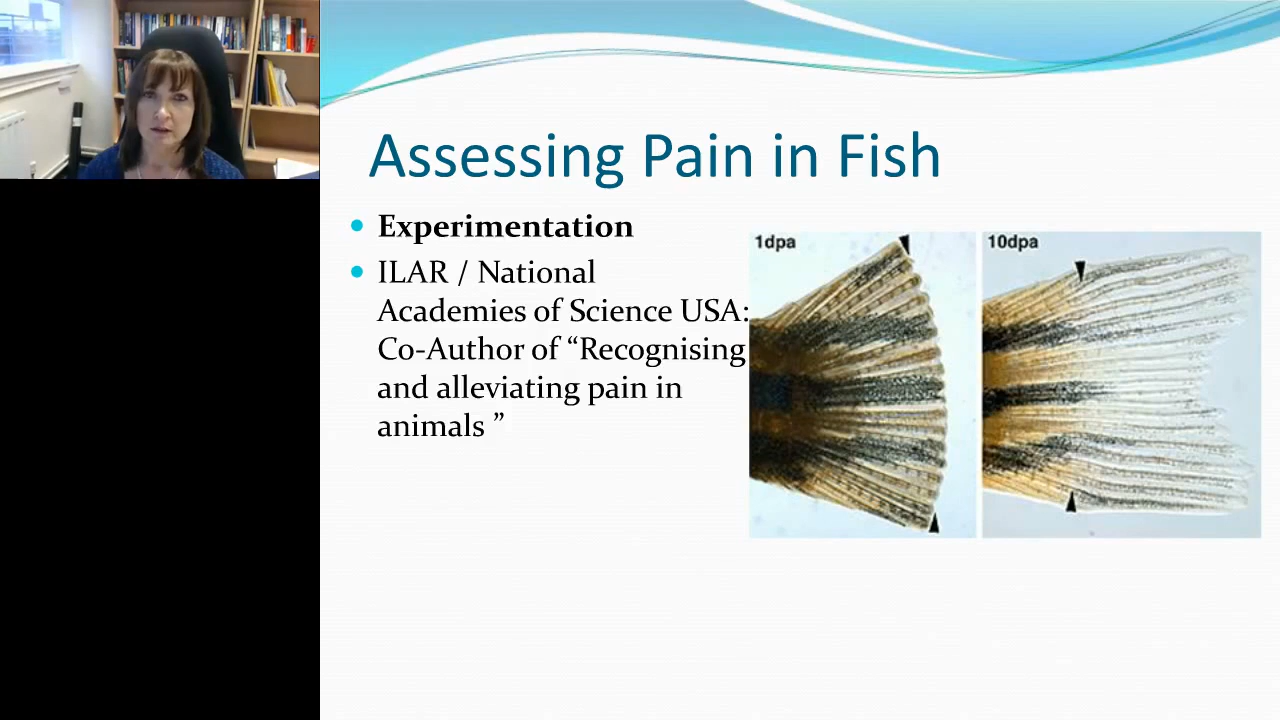 Assessing Pain in Fish
Experimentation
ILAR / National
Academies of Science USA:
Co-Author of “Recognising
and alleviating pain in
animals ”
1dpa
10dpa